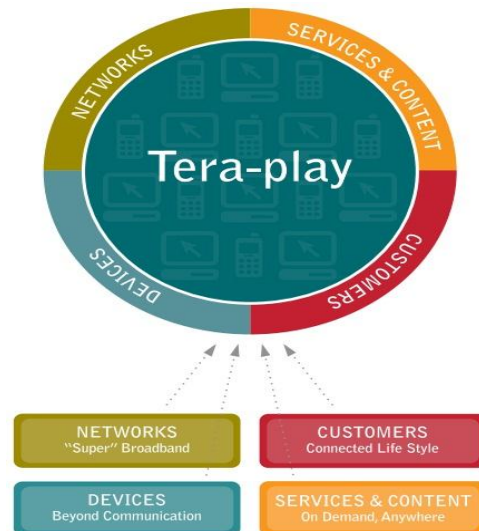 NETWORKS
SERVICES & CONTENT
Tera-play
DEVICES
CUSTOMERS
NETWORKS
"Super" Broadband
CUSTOMERS
Connected Life Style
DEVICES
Beyond Communication
SERVICES & CONTENT
On Demand, Anywhere